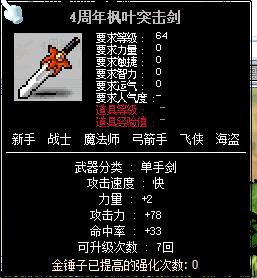 4周年枫叶突击剑
要求等级： 64
要求力量： 0
要求敏捷： 0
要求智力： 0
要求运气： 0
要求人气度： -
道具等级： -
道具经验值： -
新手 战士 魔法师 弓箭手 飞侠 海盗
武器分类 : 单手剑
攻击速度 : 快
力量 : +2
攻击力 : +78
命中率 : +33
可升级次数 : 7回
金锤子已提高的强化次数: 0